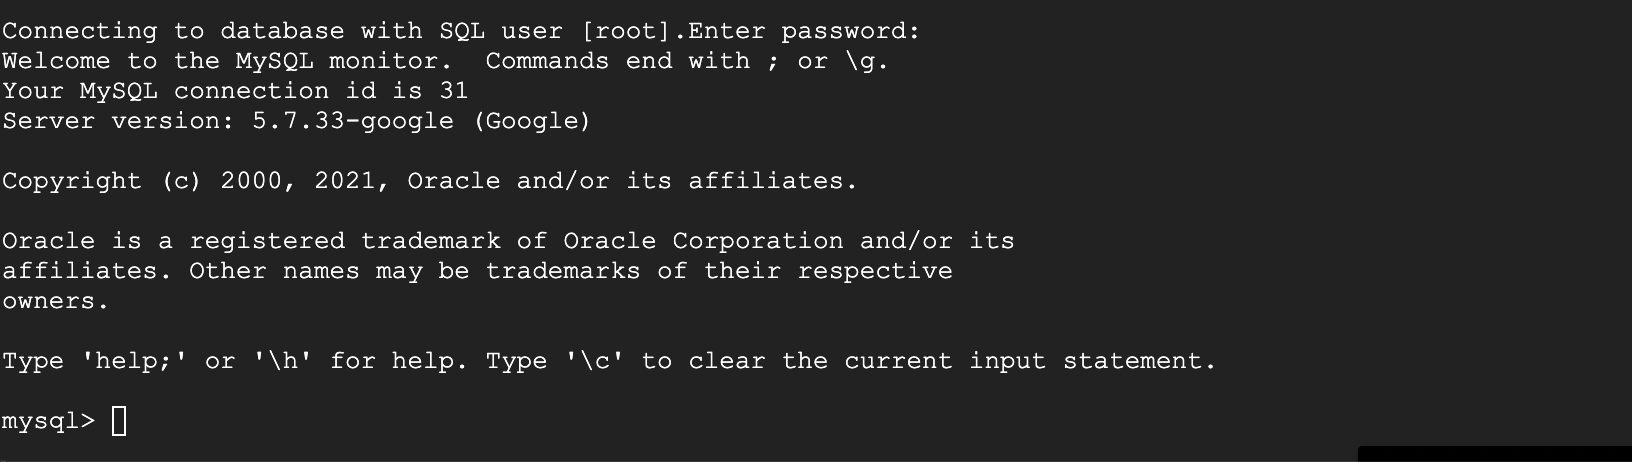 Connecting to database with SQL user [root].Enter password:
Welcome to the MySQL monitor.  Commands end with ; or \g.
Your MySQL connection id is 31
Server version: 5.7.33-google (Google)
Copyright (c) 2000, 2021, Oracle and/or its affiliates.
Oracle is a registered trademark of Oracle Corporation and/or its
affiliates. Other names may be trademarks of their respective
owners.
Type 'help;' or '\h' for help. Type '\c' to clear the current input statement.
mysql>